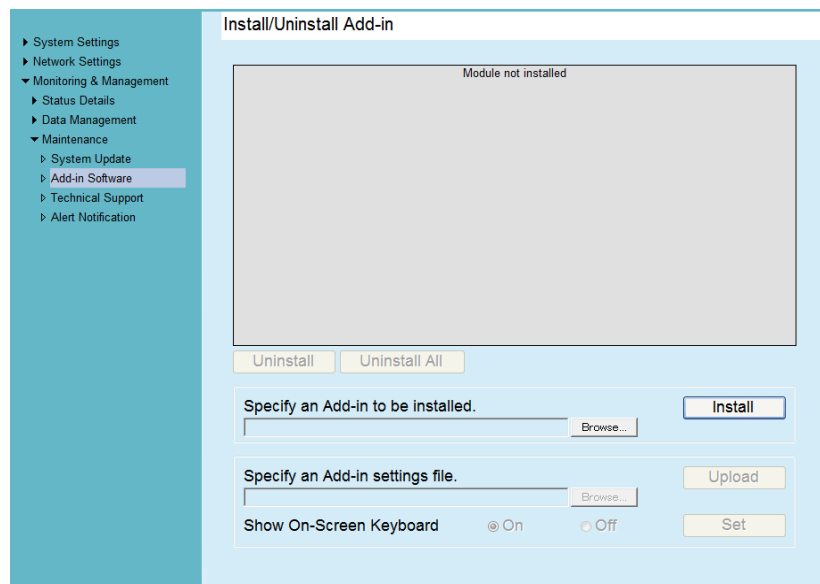 Install/Uninstall Add-in
System Settings
Network Settings
Monitoring & Management
Status Details
Data Management
Maintenance
System Update
Add-in Software
Technical Support
Alert Notification
Module not installed
Uninstall
Uninstall All
Specify an Add-in to be installed.
Install
Browse...
Specify an Add-in settings file.
Upload
Browse...
Show On-Screen Keyboard
On
Off
Set